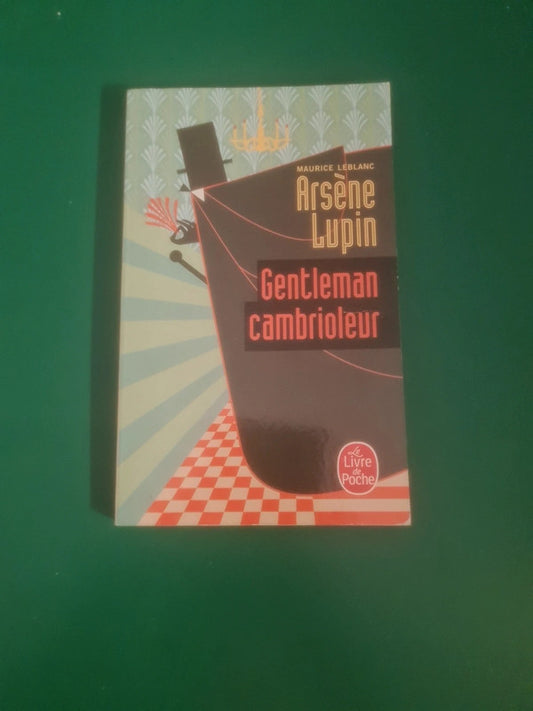 MAURICE LEBLANC
Arsène
Lupin
Gentleman
cambrioleur
Le
Livre
de
Poche